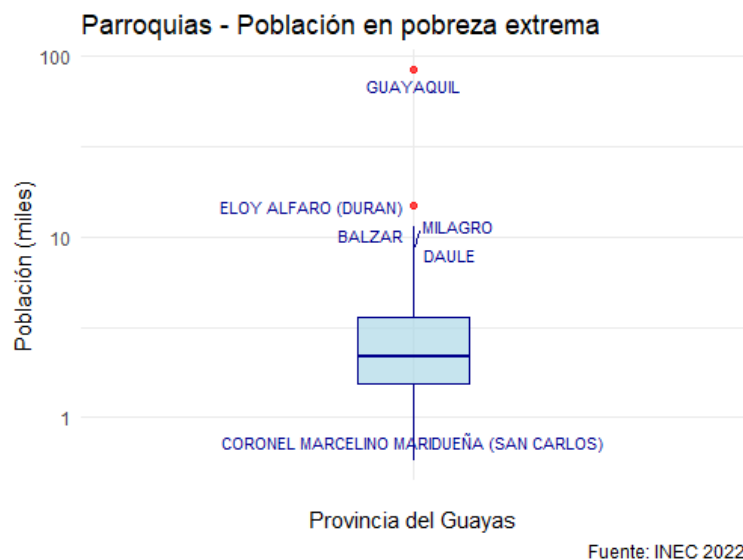 Parroquias - Población en pobreza extrema
100
GUAYAQUIL
ELOY ALFARO (DURAN)
MILAGRO
10
BALZAR
DAULE
Población (miles)
1
CORONEL MARCELINO MARIDUEÑA (SAN CARLOS)
Provincia del Guayas
Fuente: INEC 2022